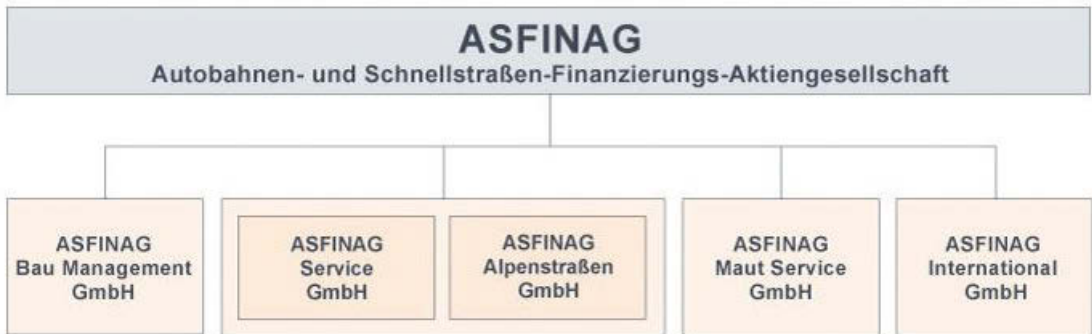 ASFINAG
Autobahnen- und Schnellstraßen-Finanzierungs-Aktiengesellschaft
ASFINAG
Bau Management
GmbH
ASFINAG
Service
GmbH
ASFINAG
Alpenstraßen
GmbH
ASFINAG
Maut Service
GmbH
ASFINAG
International
GmbH